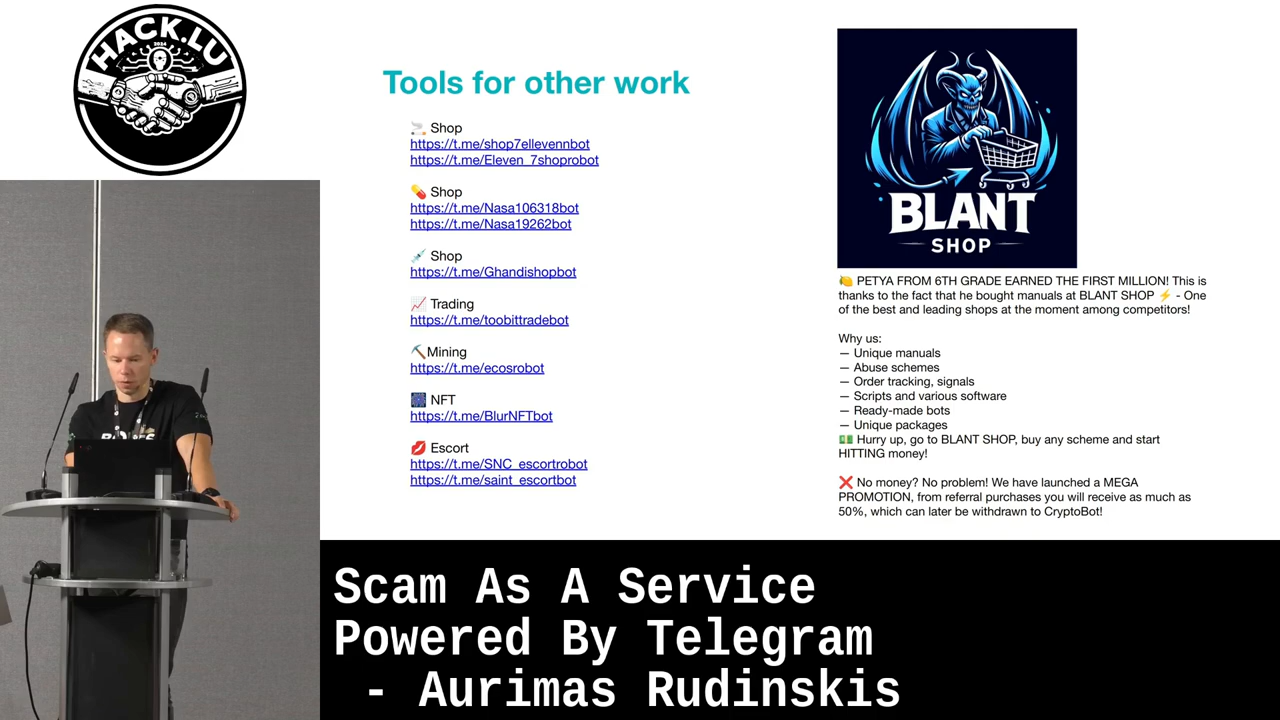 HACK.LU
2024
Tools for other work
🚬 Shop
https://t.me/shop7ellevennbot
https://t.me/Eleven_7shoprobot
💊 Shop
https://t.me/Nasa106318bot
https://t.me/Nasa19262bot
💉 Shop
https://t.me/Ghandishopbot
📈 Trading
https://t.me/toobittradebot
⛏️Mining
https://t.me/ecosrobot
🎆 NFT
https://t.me/BlurNFTbot
💋 Escort
https://t.me/SNC_escortrobot
https://t.me/saint_escortbot
BLANT
SHOP
🍋 PETYA FROM 6TH GRADE EARNED THE FIRST MILLION! This is
thanks to the fact that he bought manuals at BLANT SHOP ⚡ - One
of the best and leading shops at the moment among competitors!
Why us:
— Unique manuals
— Abuse schemes
— Order tracking, signals
— Scripts and various software
— Ready-made bots
— Unique packages
💵 Hurry up, go to BLANT SHOP, buy any scheme and start
HITTING money!
❌ No money? No problem! We have launched a MEGA
PROMOTION, from referral purchases you will receive as much as
50%, which can later be withdrawn to CryptoBot!
Scam As A Service
Powered By Telegram
- Aurimas Rudinskis